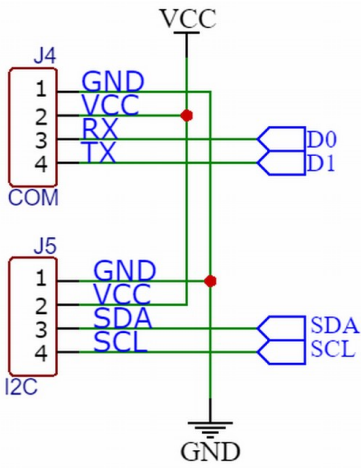 VCC
J4
1 GND
2 VCC
3 RX D0
4 TX D1
COM
J5
1 GND
2 VCC
3 SDA SDA
4 SCL SCL
I2C
GND